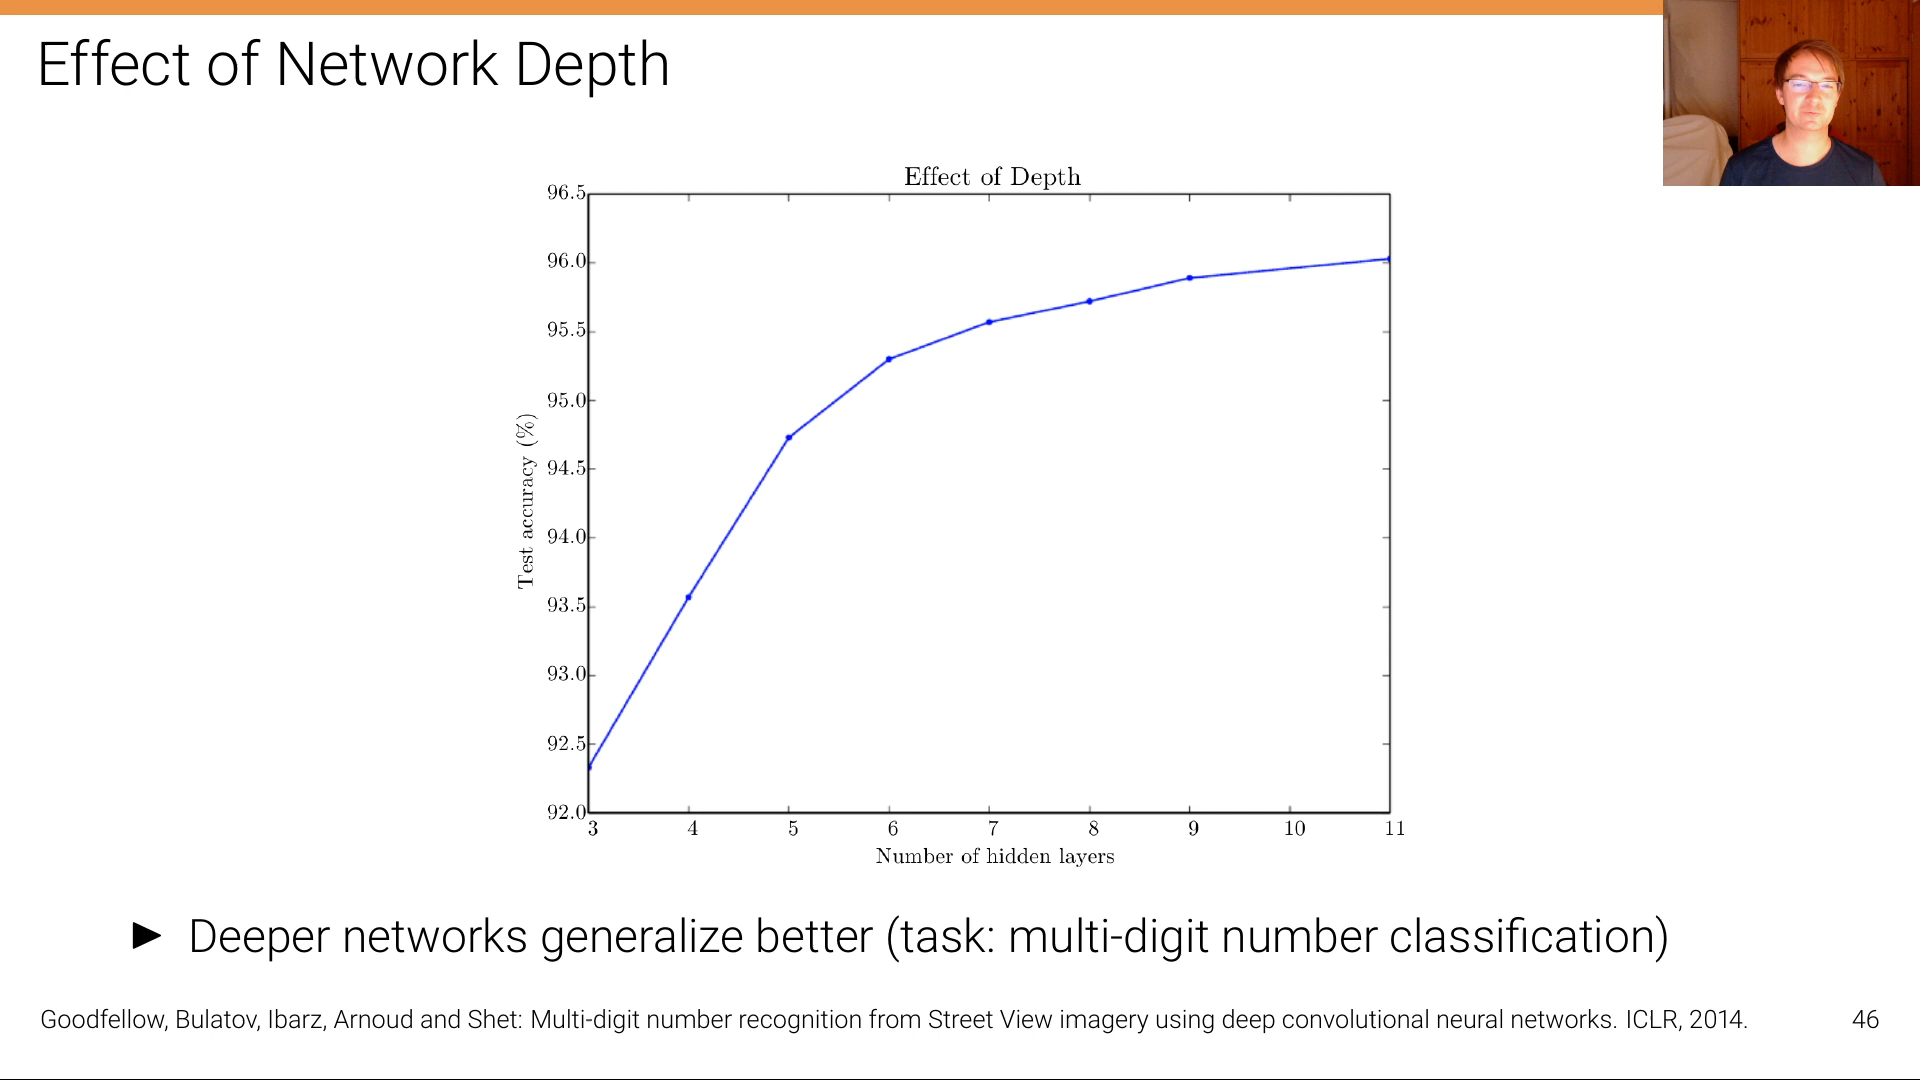 Effect of Network Depth
Effect of Depth
96.5
96.0
95.5
95.0
94.5
94.0
93.5
93.0
92.5
92.0
Test accuracy (%)
3 4 5 6 7 8 9 10 11
Number of hidden layers
► Deeper networks generalize better (task: multi-digit number classification)
Goodfellow, Bulatov, Ibarz, Arnoud and Shet: Multi-digit number recognition from Street View imagery using deep convolutional neural networks. ICLR, 2014.
46